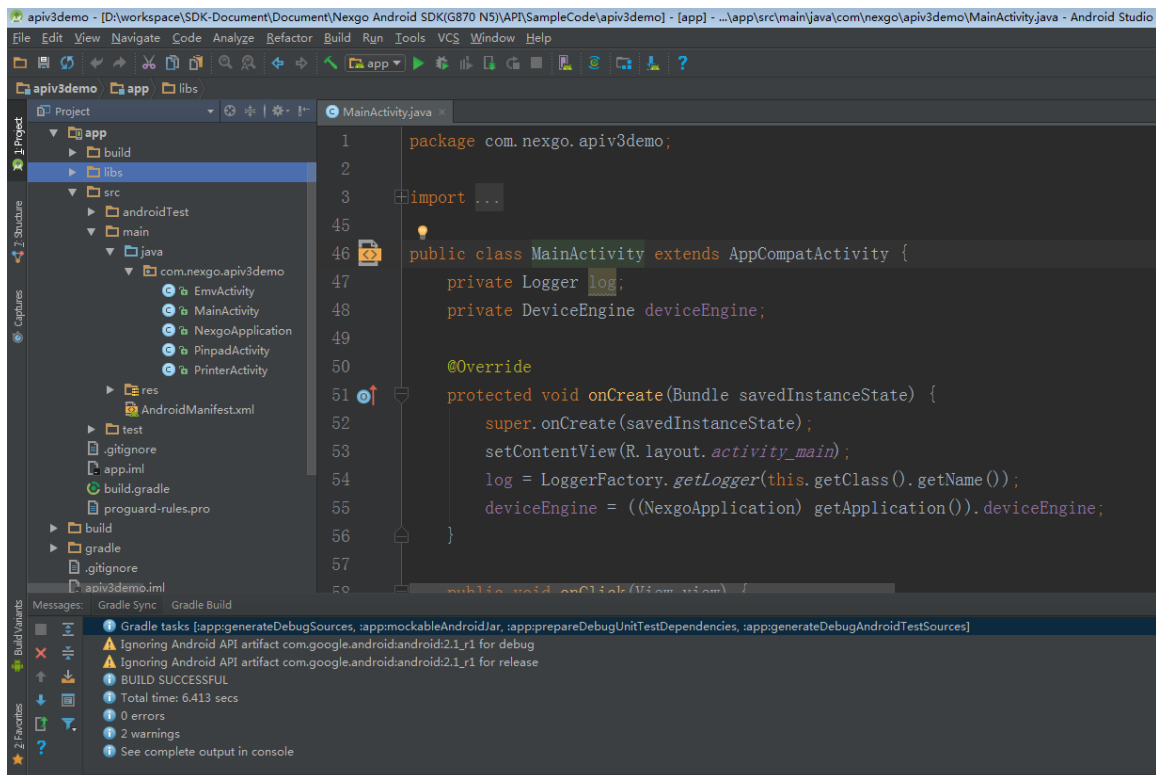 apiv3demo - [D:\workspace\SDK-Document\Document\Nexgo Android SDK(G870 N5)\API\SampleCode\apiv3demo] - [app] - ...\app\src\main\java\com\nexgo\apiv3demo\MainActivity.java - Android Studio
File Edit View Navigate Code Analyze Refactor Build Run Tools VCS Window Help
app
?
apiv3demo app libs
1: Project
7: Structure
Captures
Build Variants
2: Favorites
Project
app
build
libs
src
androidTest
main
java
com.nexgo.apiv3demo
EmvActivity
MainActivity
NexgoApplication
PinpadActivity
PrinterActivity
res
AndroidManifest.xml
test
.gitignore
app.iml
build.gradle
proguard-rules.pro
build
gradle
.gitignore
apiv3demo.iml
MainActivity.java
1 package com.nexgo.apiv3demo;
2
3 import ...
45
46 public class MainActivity extends AppCompatActivity {
47 private Logger log;
48 private DeviceEngine deviceEngine;
49
50 @Override
51 protected void onCreate(Bundle savedInstanceState) {
52 super.onCreate(savedInstanceState);
53 setContentView(R.layout.activity_main);
54 log = LoggerFactory.getLogger(this.getClass().getName());
55 deviceEngine = ((NexgoApplication) getApplication()).deviceEngine;
56 }
57
58 public void onClick(View view) {
Messages: Gradle Sync Gradle Build
Gradle tasks [:app:generateDebugSources, :app:mockableAndroidJar, :app:prepareDebugUnitTestDependencies, :app:generateDebugAndroidTestSources]
Ignoring Android API artifact com.google.android:android:2.1_r1 for debug
Ignoring Android API artifact com.google.android:android:2.1_r1 for release
BUILD SUCCESSFUL
Total time: 6.413 secs
0 errors
2 warnings
See complete output in console
?